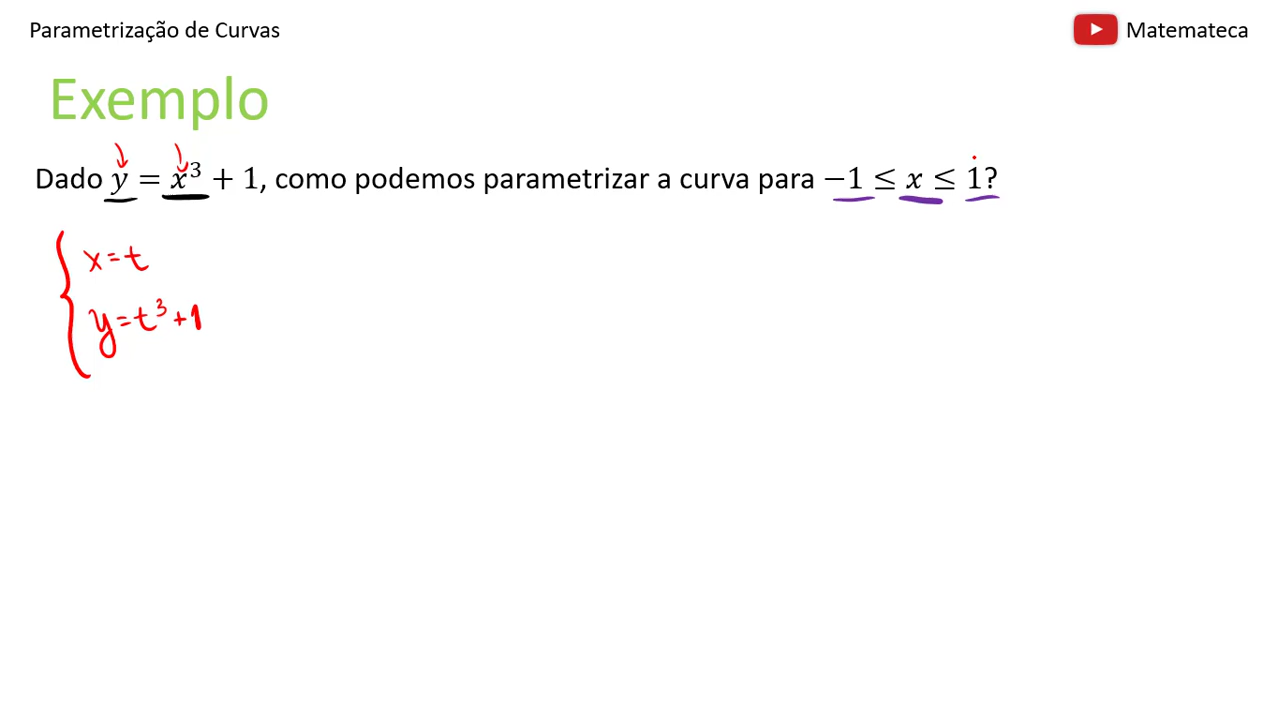 Parametrização de Curvas
Matemateca
Exemplo
Dado y = x³ + 1, como podemos parametrizar a curva para −1 ≤ x ≤ 1?
x=t
y=t³+1